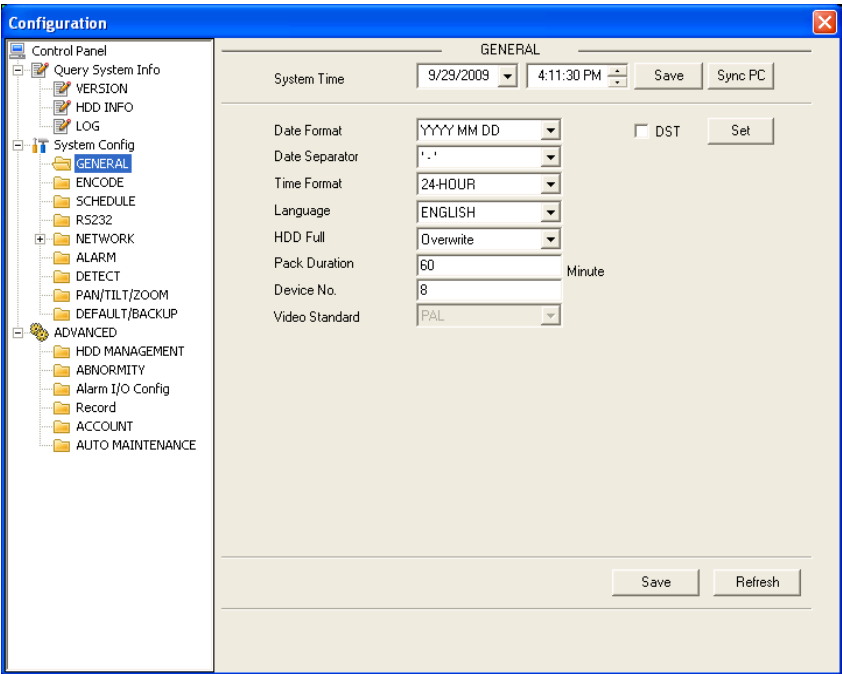 Configuration
Control Panel
Query System Info
VERSION
HDD INFO
LOG
System Config
GENERAL
ENCODE
SCHEDULE
RS232
NETWORK
ALARM
DETECT
PAN/TILT/ZOOM
DEFAULT/BACKUP
ADVANCED
HDD MANAGEMENT
ABNORMITY
Alarm I/O Config
Record
ACCOUNT
AUTO MAINTENANCE
GENERAL
System Time 9/29/2009 4:11:30 PM Save Sync PC
Date Format YYYY MM DD DST Set
Date Separator '-'
Time Format 24-HOUR
Language ENGLISH
HDD Full Overwrite
Pack Duration 60 Minute
Device No. 8
Video Standard PAL
Save Refresh